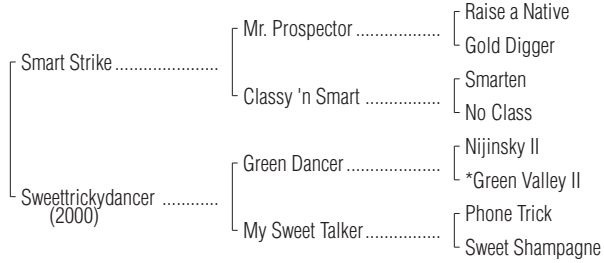 Raise a Native
Mr. Prospector .................
Gold Digger
Smart Strike .....................
Smarten
Classy 'n Smart ...............
No Class
Nijinsky II
Green Dancer ...................
*Green Valley II
Sweettrickydancer ............
(2000)
Phone Trick
My Sweet Talker................
Sweet Shampagne